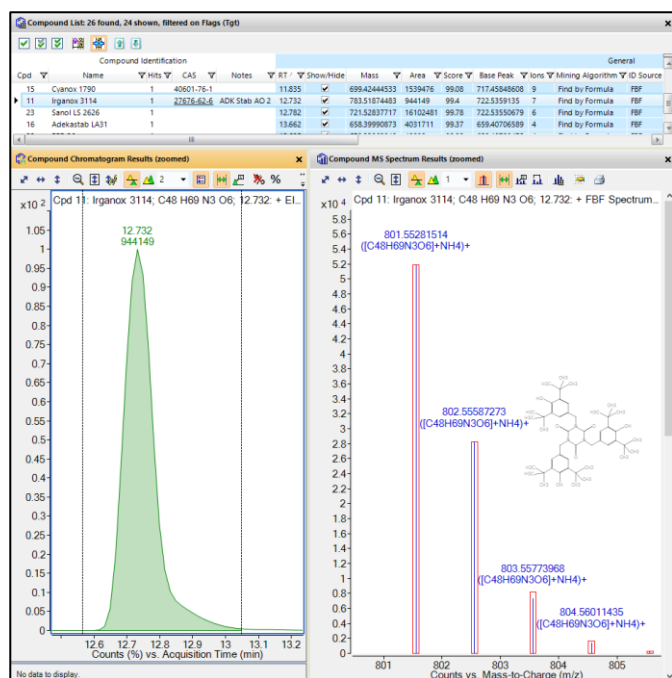 Compound List: 26 found, 24 shown, filtered on Flags (Tgt)
Compound Identification General
Cpd Name Hits CAS Notes RT Show/Hide Mass Area Score Base Peak Ions Mining Algorithm ID Source
15 Cyanox 1790 1 40601-76-1 11.835 699.42444533 1539476 99.08 717.45848608 9 Find by Formula FBF
11 Irganox 3114 1 27676-62-6 ADK Stab AO 2 12.732 783.51874483 944149 99.4 722.5359135 7 Find by Formula FBF
23 Sanol LS 2626 1 12.782 721.52837717 16102481 99.78 722.53550679 6 Find by Formula FBF
16 Adekastab LA31 1 13.662 658.39990873 4031711 99.37 659.40706589 4 Find by Formula FBF
Compound Chromatogram Results (zoomed)
2
x10 2
Cpd 11: Irganox 3114; C48 H69 N3 O6; 12.732: + EI...
12.732
944149
1.05
1
0.95
0.9
0.85
0.8
0.75
0.7
0.65
0.6
0.55
0.5
0.45
0.4
0.35
0.3
0.25
0.2
0.15
0.1
0.05
0
12.6 12.7 12.8 12.9 13 13.1 13.2
Counts (%) vs. Acquisition Time (min)
No data to display.
Compound MS Spectrum Results (zoomed)
1
x10 4
Cpd 11: Irganox 3114; C48 H69 N3 O6; 12.732: + FBF Spectrum...
5.8
5.6
5.4
5.2
5
4.8
4.6
4.4
4.2
4
3.8
3.6
3.4
3.2
3
2.8
2.6
2.4
2.2
2
1.8
1.6
1.4
1.2
1
0.8
0.6
0.4
0.2
0
801.55281514
([C48H69N3O6]+NH4)+
802.55587273
([C48H69N3O6]+NH4)+
803.55773968
([C48H69N3O6]+NH4)+
804.56011435
([C48H69N3O6]+NH4)+
801 802 803 804 805
Counts vs. Mass-to-Charge (m/z)